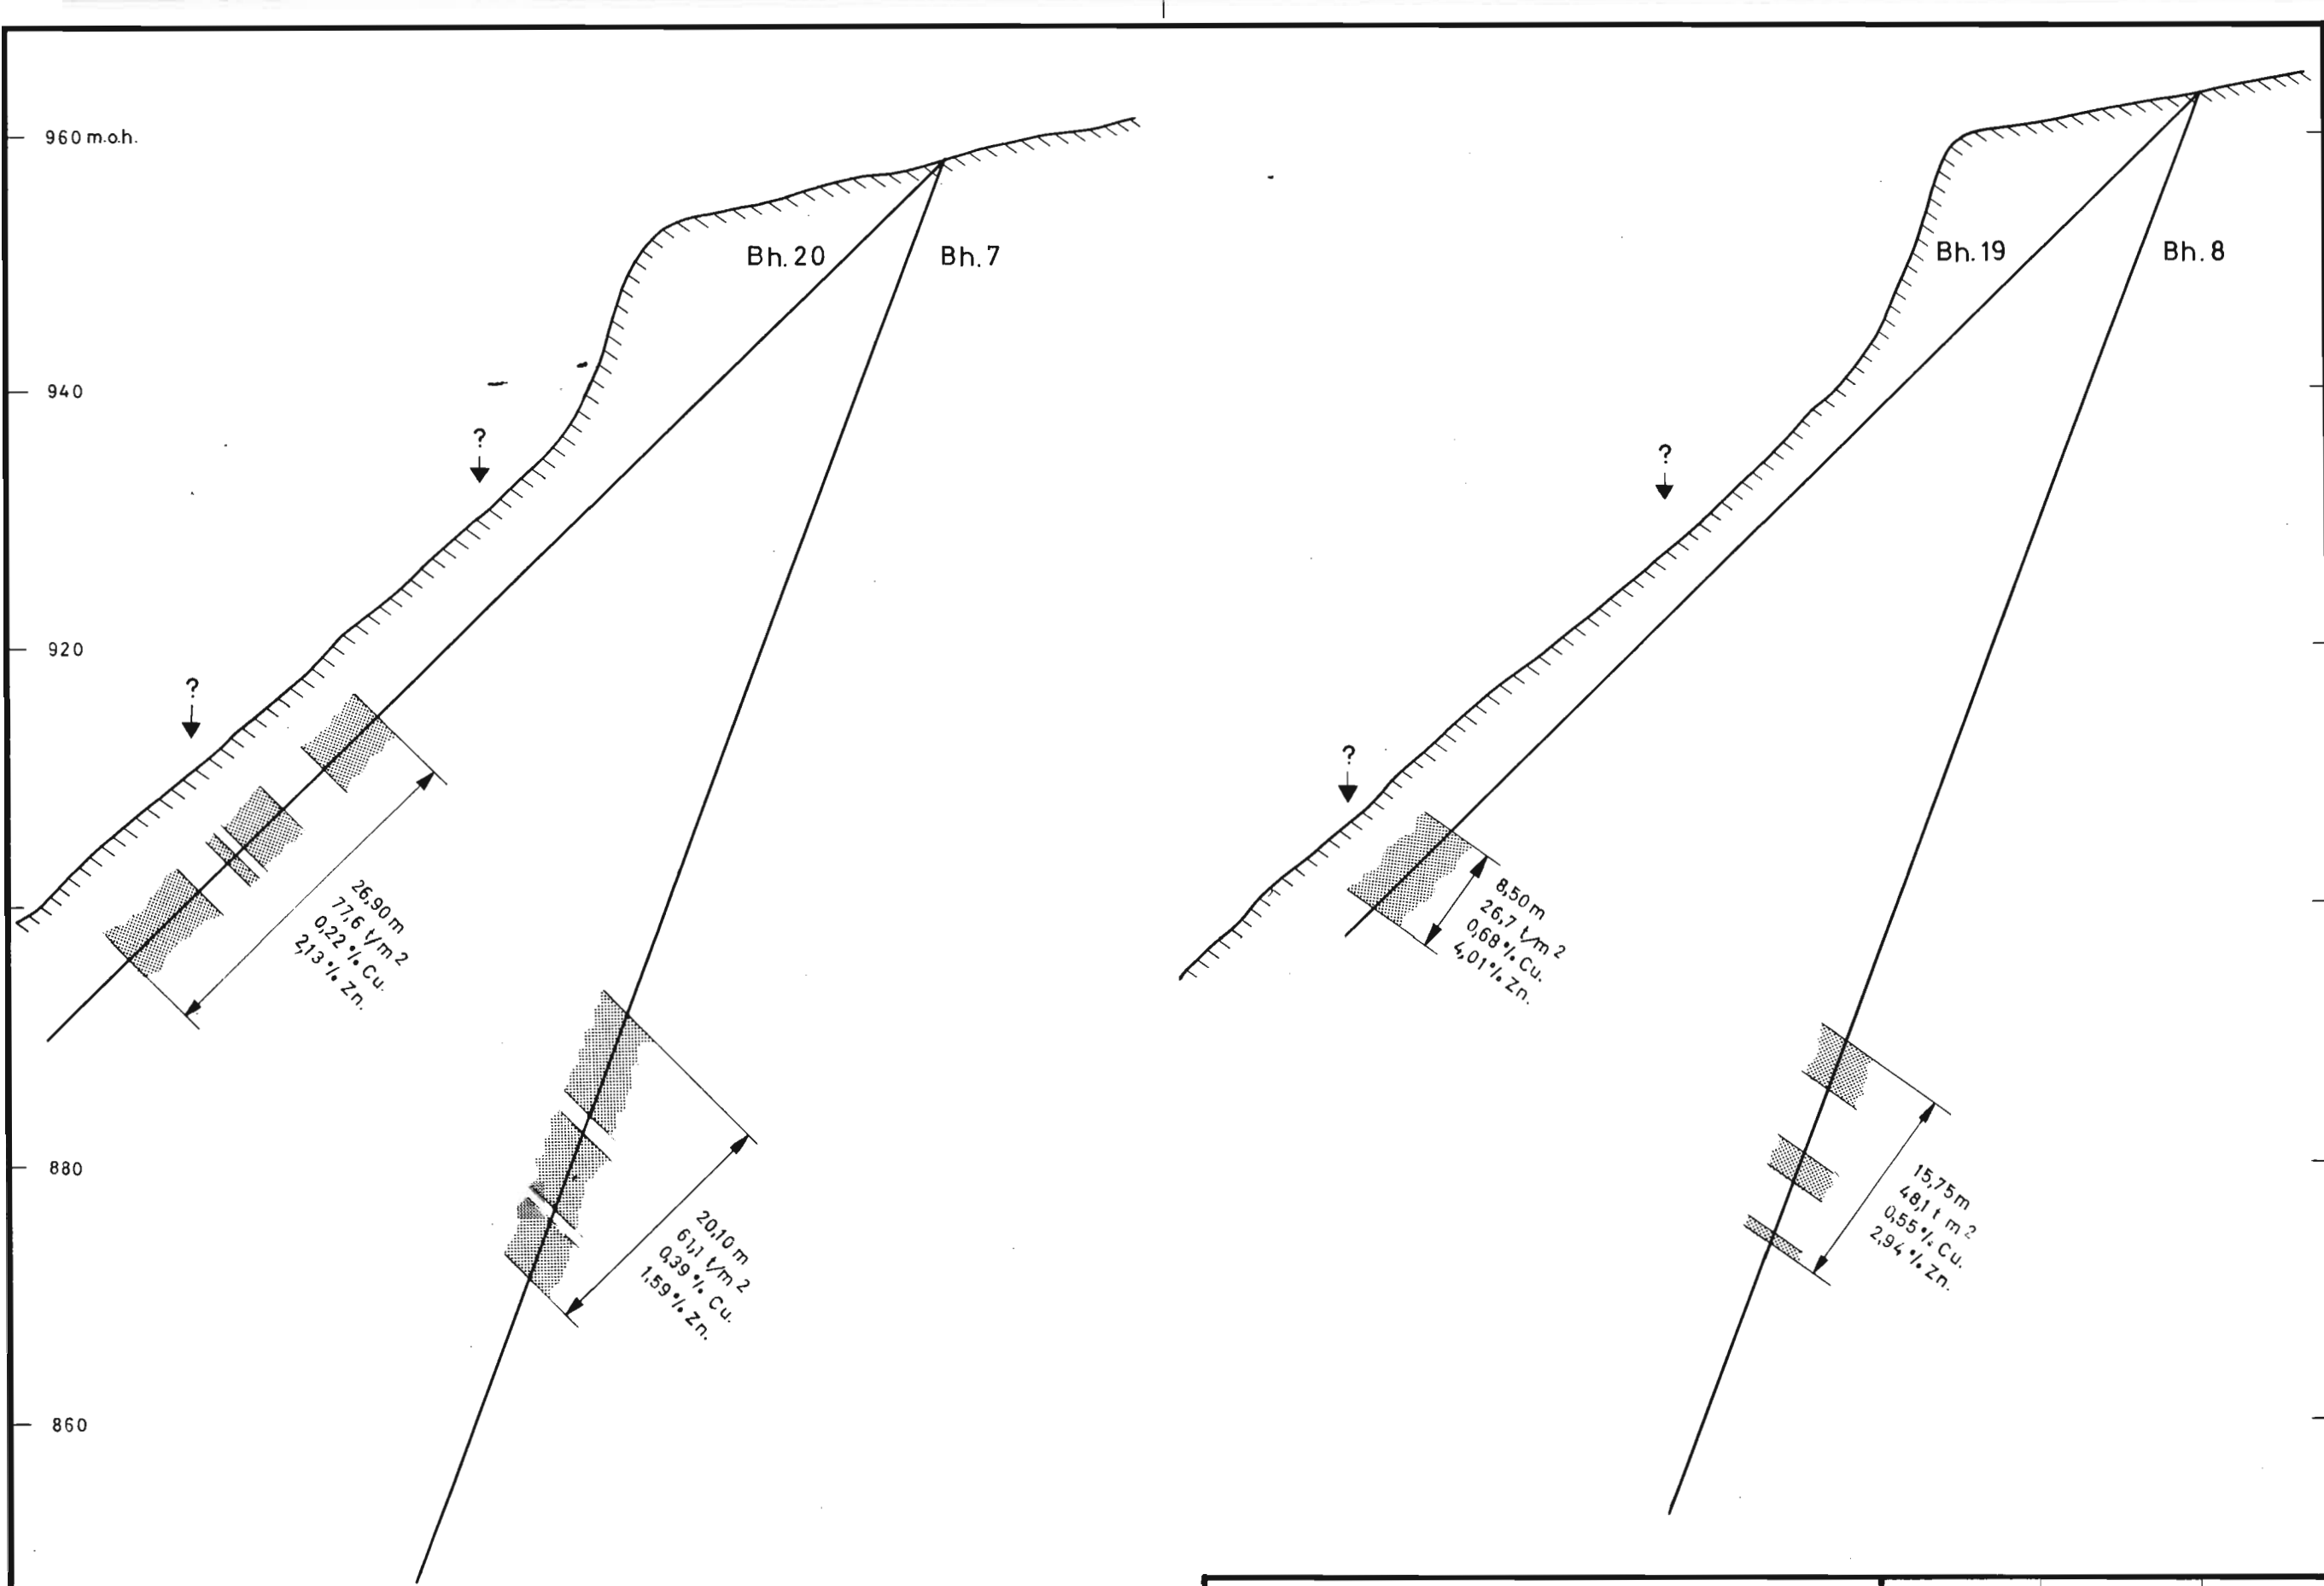 960 m.o.h.
940
920
880
860
Bh. 20
Bh. 7
?
?
26,90 m
77,6 t/m 2
0,22 % Cu.
2,13 % Zn.
20,10 m
61,1 t/m 2
0,39 % Cu.
1,59 % Zn.
Bh. 19
Bh. 8
?
?
8,50 m
26,7 t/m 2
0,68 % Cu.
4,01 % Zn.
15,75 m
48,1 t m 2
0,55 % Cu.
2,94 % Zn.